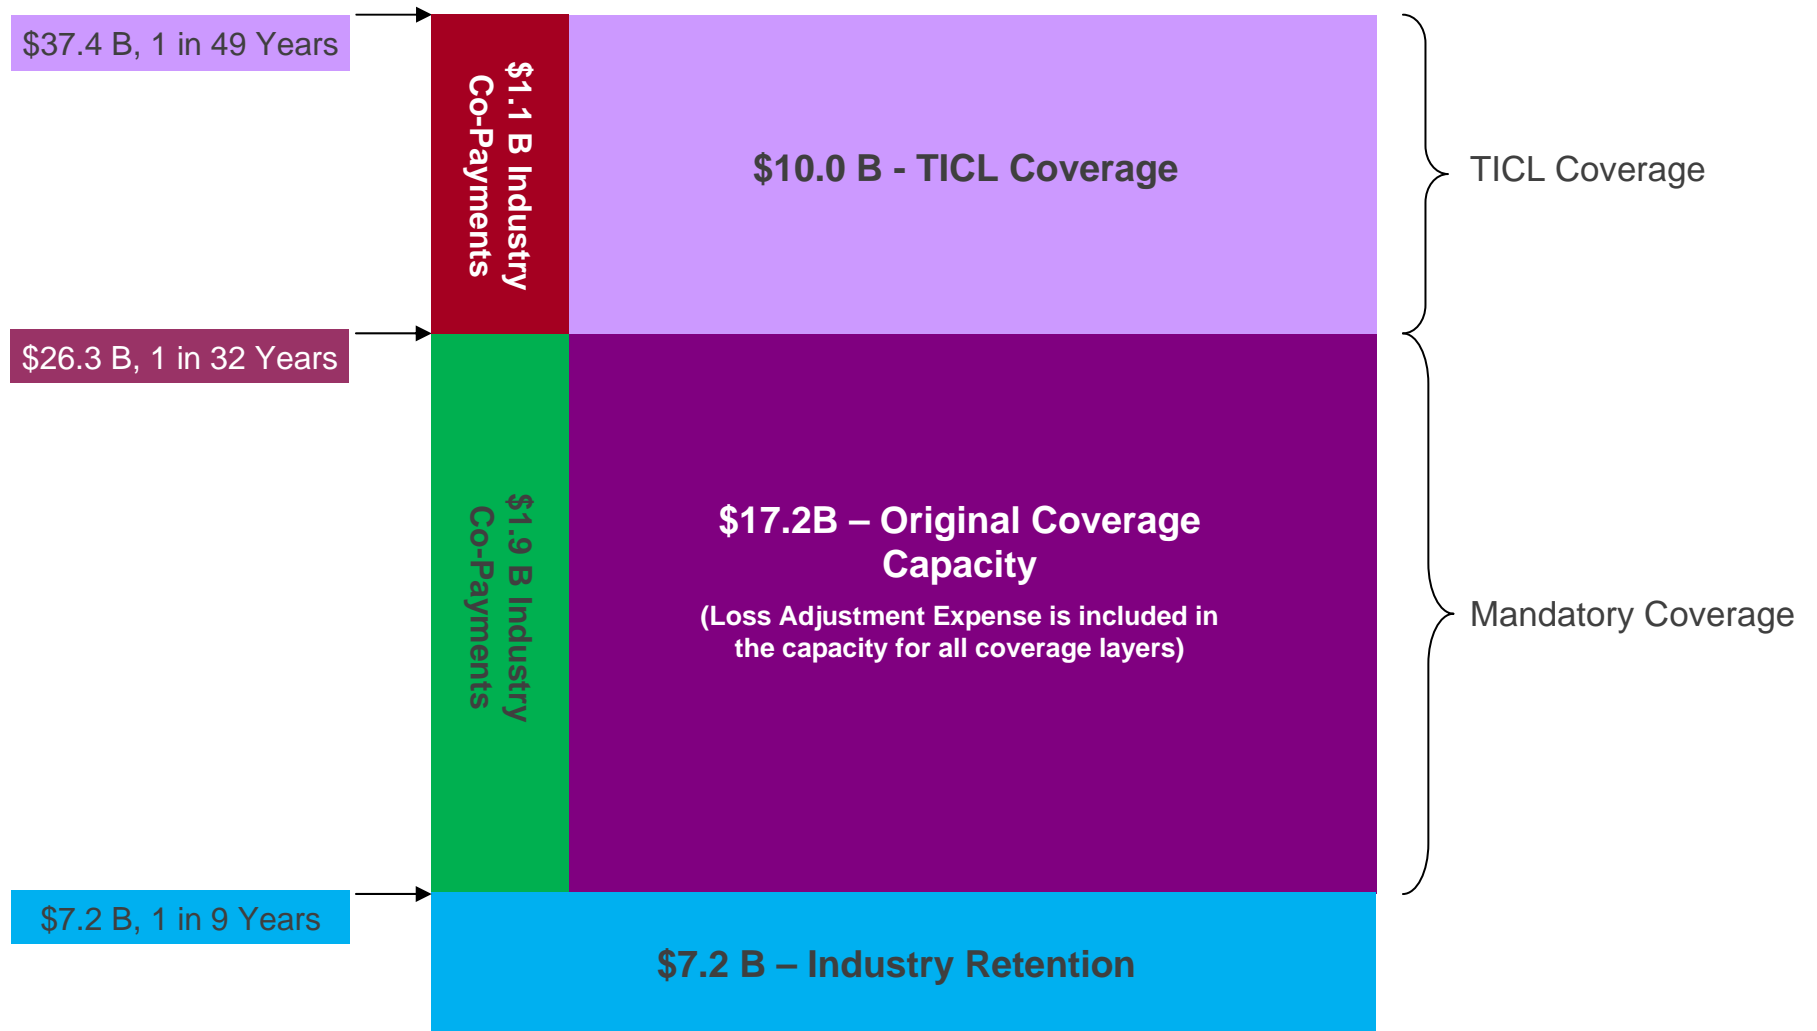 $37.4 B, 1 in 49 Years
$1.1 B Industry
Co-Payments
$10.0 B - TICL Coverage
TICL Coverage
$26.3 B, 1 in 32 Years
$1.9 B Industry
Co-Payments
$17.2B – Original Coverage
Capacity
(Loss Adjustment Expense is included in
the capacity for all coverage layers)
Mandatory Coverage
$7.2 B, 1 in 9 Years
$7.2 B – Industry Retention